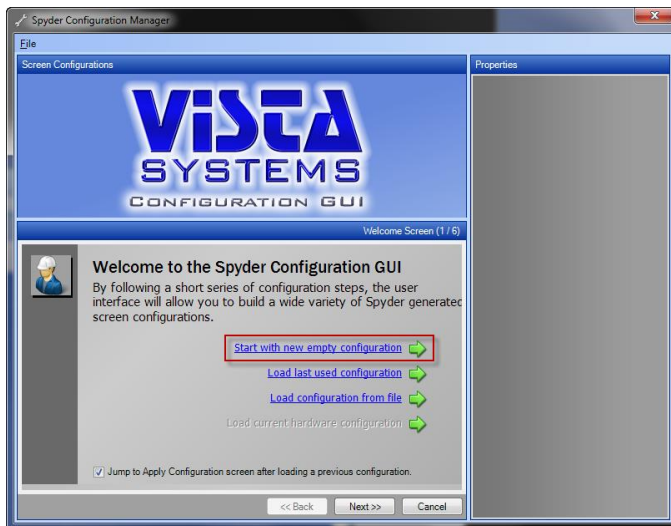 Spyder Configuration Manager
File
Screen Configurations
Properties
VISTA
SYSTEMS
CONFIGURATION GUI
Welcome Screen (1 / 6)
Welcome to the Spyder Configuration GUI
By following a short series of configuration steps, the user
interface will allow you to build a wide variety of Spyder generated
screen configurations.
Start with new empty configuration
Load last used configuration
Load configuration from file
Load current hardware configuration
Jump to Apply Configuration screen after loading a previous configuration.
<< Back
Next >>
Cancel